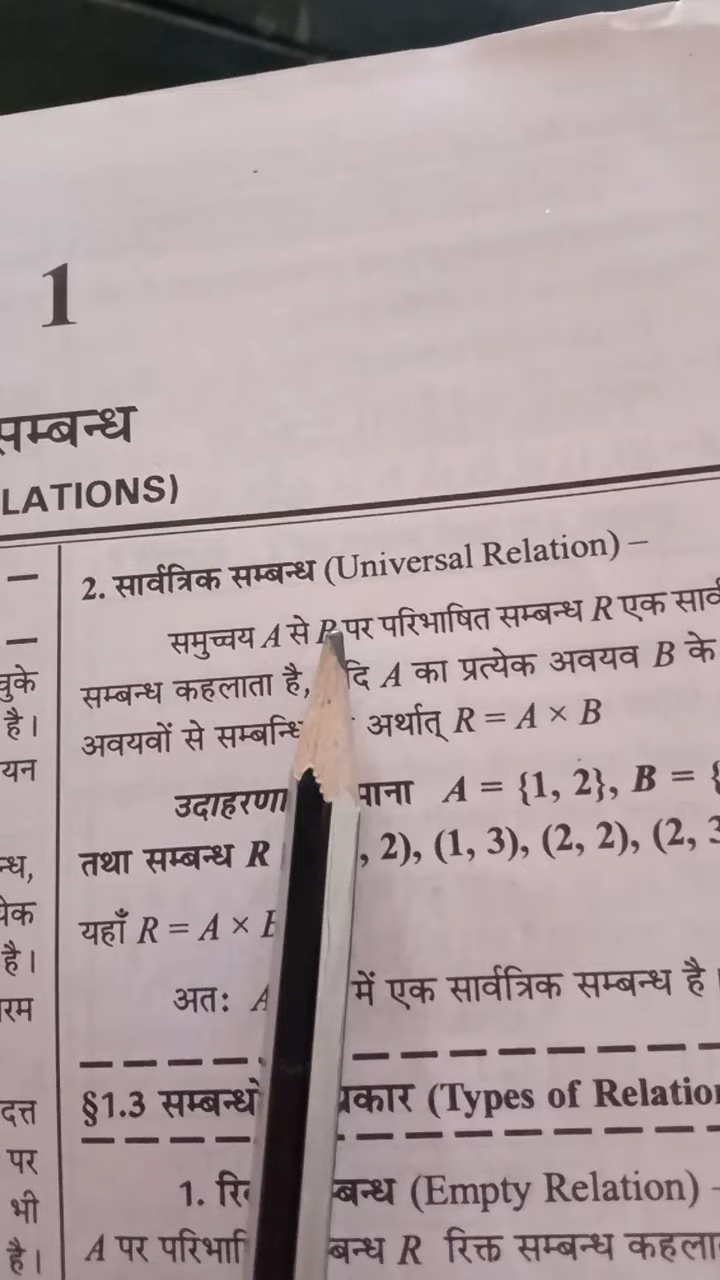 1
सम्बन्ध
LATIONS)
—
—
चुके
है।
यन
न्ध,
येक
है।
रम
दत्त
पर
भी
है।
2. सार्वत्रिक सम्बन्ध (Universal Relation) –
समुच्चय A से B पर परिभाषित सम्बन्ध R एक सार्व
सम्बन्ध कहलाता है, दि A का प्रत्येक अवयव B के
अवयवों से सम्बन्धि अर्थात् R = A × B
उदाहरणा माना A = {1, 2}, B = {
तथा सम्बन्ध R , 2), (1, 3), (2, 2), (2, 3
यहाँ R = A × B
अतः A में एक सार्वत्रिक सम्बन्ध है।
§1.3 सम्बन्धों प्रकार (Types of Relation
1. रि म्बन्ध (Empty Relation) –
A पर परिभाषि म्बन्ध R रिक्त सम्बन्ध कहला